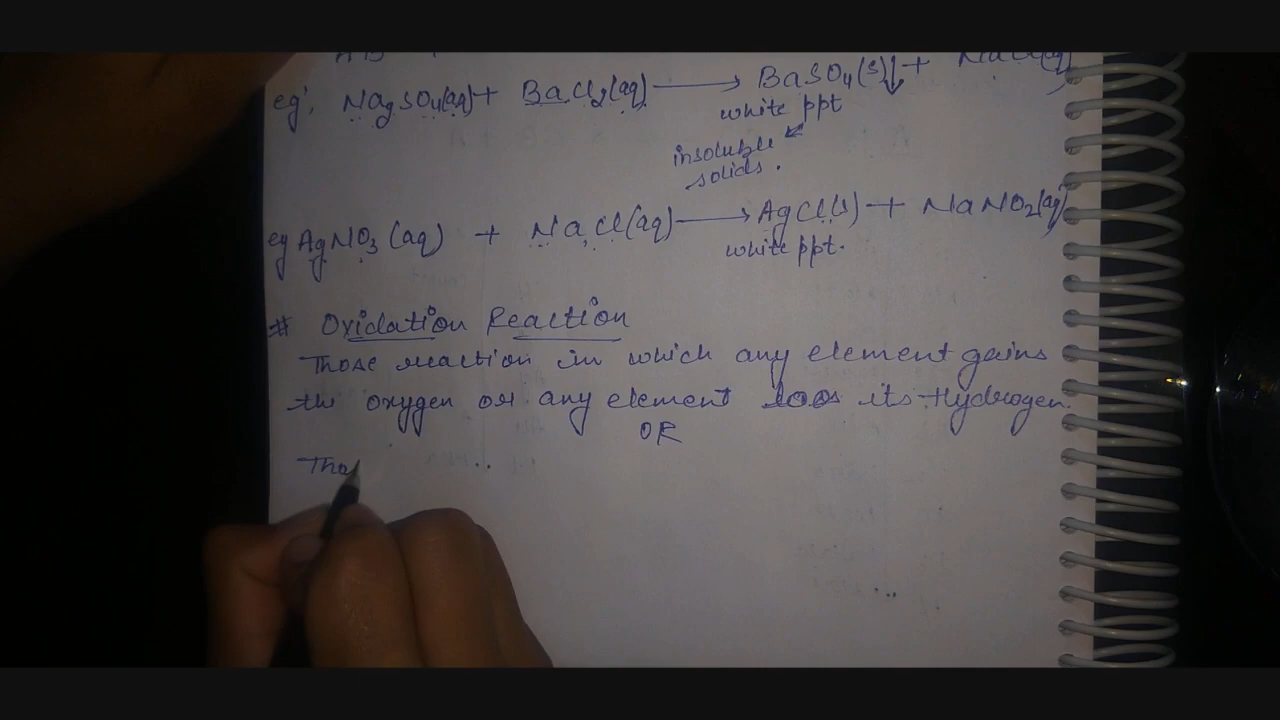 eg'. Na2SO4(aq) + BaCl2(aq) → BaSO4(s)↓ +
white ppt
insoluble
solids.
eg AgNO3(aq) + NaCl(aq) → AgCl(s) + NaNO2(aq)
white ppt.
# Oxidation Reaction
Those reaction in which any element gains
the oxygen or any element loos its Hydrogen.
OR
Tho